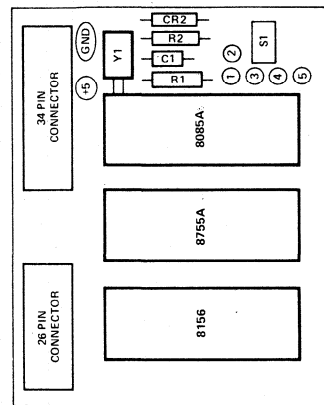 34 PIN
CONNECTOR
GND
+5
Y1
CR2
R2
C1
R1
S1
2
1
3
4
5
8085A
8755A
26 PIN
CONNECTOR
8156